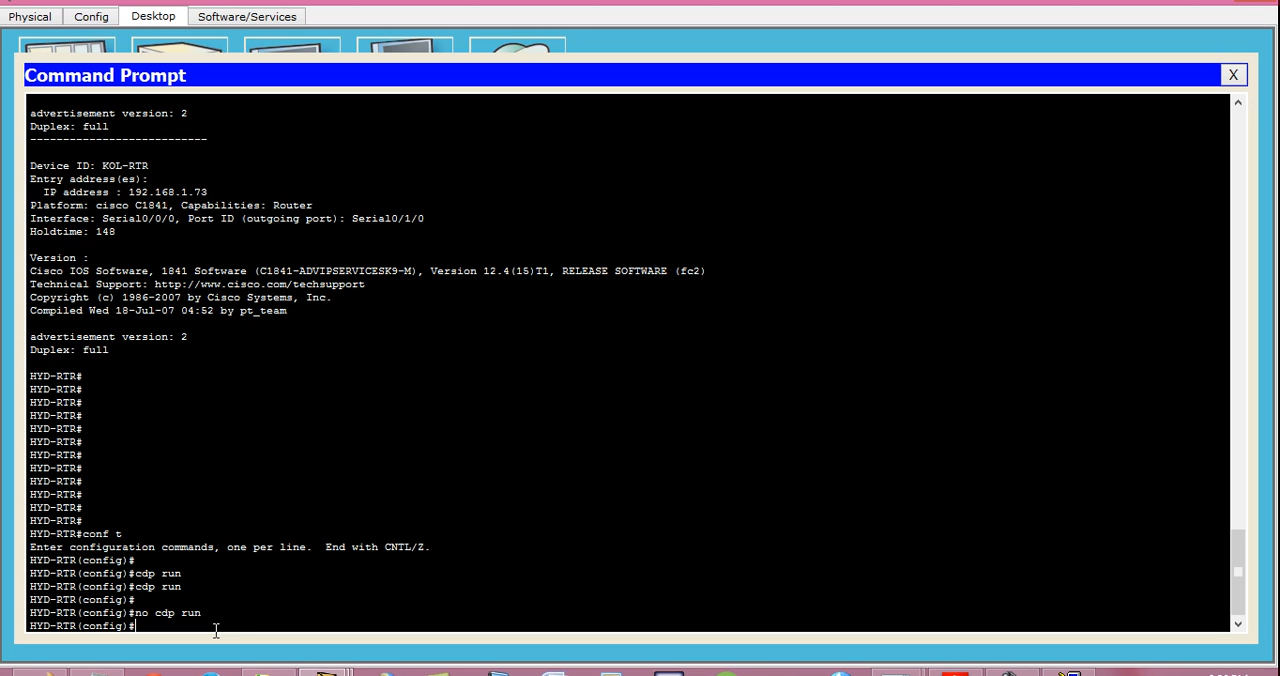 Physical
Config
Desktop
Software/Services
Command Prompt
X
advertisement version: 2
Duplex: full
---------------------------
Device ID: KOL-RTR
Entry address(es):
IP address : 192.168.1.73
Platform: cisco C1841, Capabilities: Router
Interface: Serial0/0/0, Port ID (outgoing port): Serial0/1/0
Holdtime: 148
Version :
Cisco IOS Software, 1841 Software (C1841-ADVIPSERVICESK9-M), Version 12.4(15)T1, RELEASE SOFTWARE (fc2)
Technical Support: http://www.cisco.com/techsupport
Copyright (c) 1986-2007 by Cisco Systems, Inc.
Compiled Wed 18-Jul-07 04:52 by pt_team
advertisement version: 2
Duplex: full
HYD-RTR#
HYD-RTR#
HYD-RTR#
HYD-RTR#
HYD-RTR#
HYD-RTR#
HYD-RTR#
HYD-RTR#
HYD-RTR#
HYD-RTR#
HYD-RTR#
HYD-RTR#
HYD-RTR#conf t
Enter configuration commands, one per line.  End with CNTL/Z.
HYD-RTR(config)#
HYD-RTR(config)#cdp run
HYD-RTR(config)#cdp run
HYD-RTR(config)#
HYD-RTR(config)#no cdp run
HYD-RTR(config)#